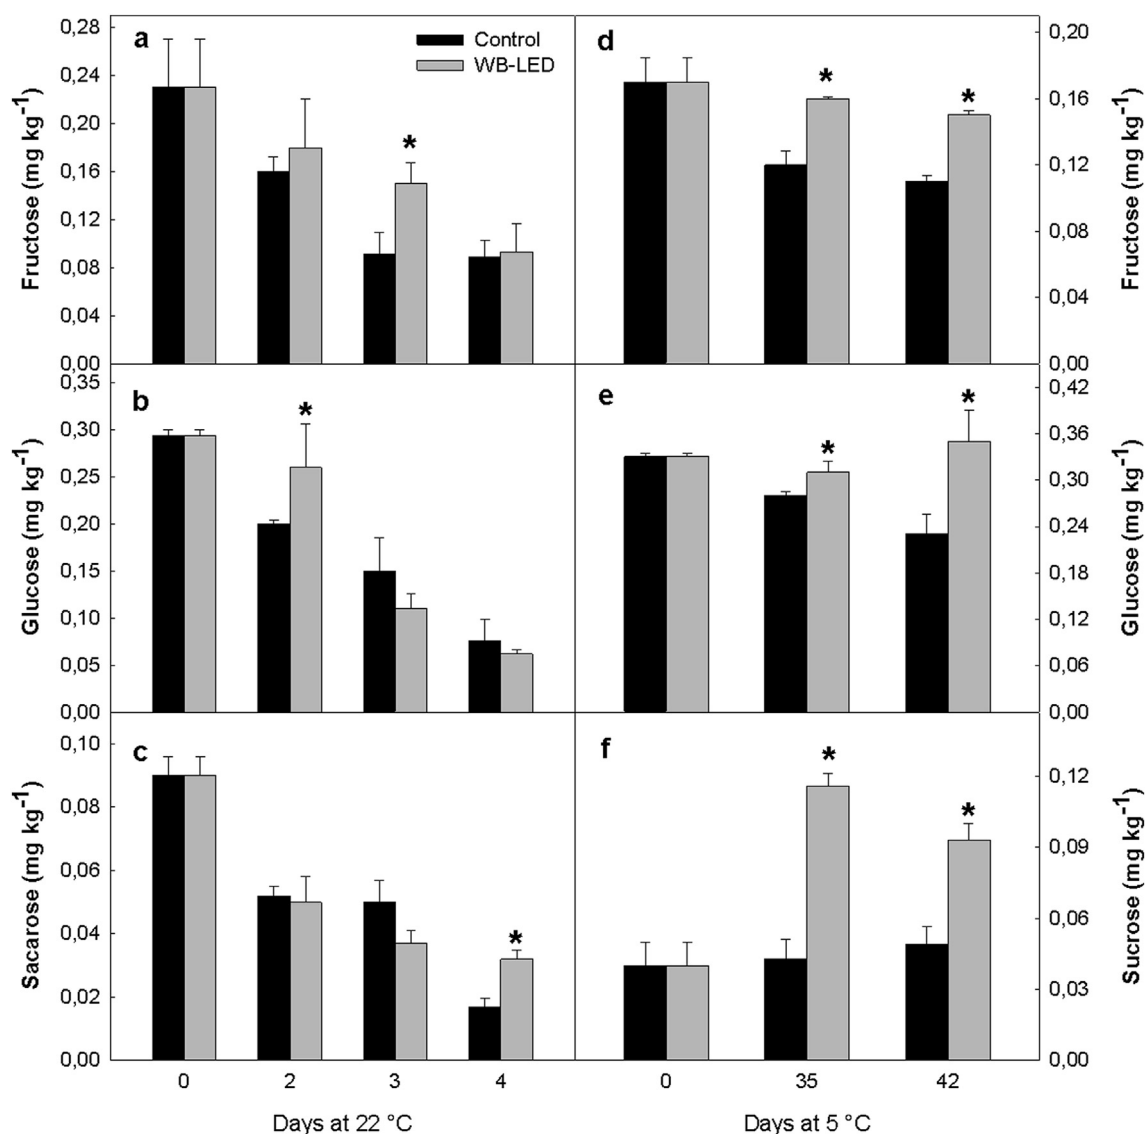 a
Control
WB-LED
Fructose (mg kg-1)
0,28
0,24
0,20
0,16
0,12
0,08
0,04
0,00
*
d
* *
0,20
0,16
0,12
0,08
0,04
0,00
Fructose (mg kg-1)
b
Glucose (mg kg-1)
0,35
0,30
0,25
0,20
0,15
0,10
0,05
0,00
*
e
* *
0,42
0,36
0,30
0,24
0,18
0,12
0,06
0,00
Glucose (mg kg-1)
c
Sacarose (mg kg-1)
0,10
0,08
0,06
0,04
0,02
0,00
*
f
* *
0,12
0,09
0,06
0,03
0,00
Sucrose (mg kg-1)
0 2 3 4
Days at 22 °C
0 35 42
Days at 5 °C